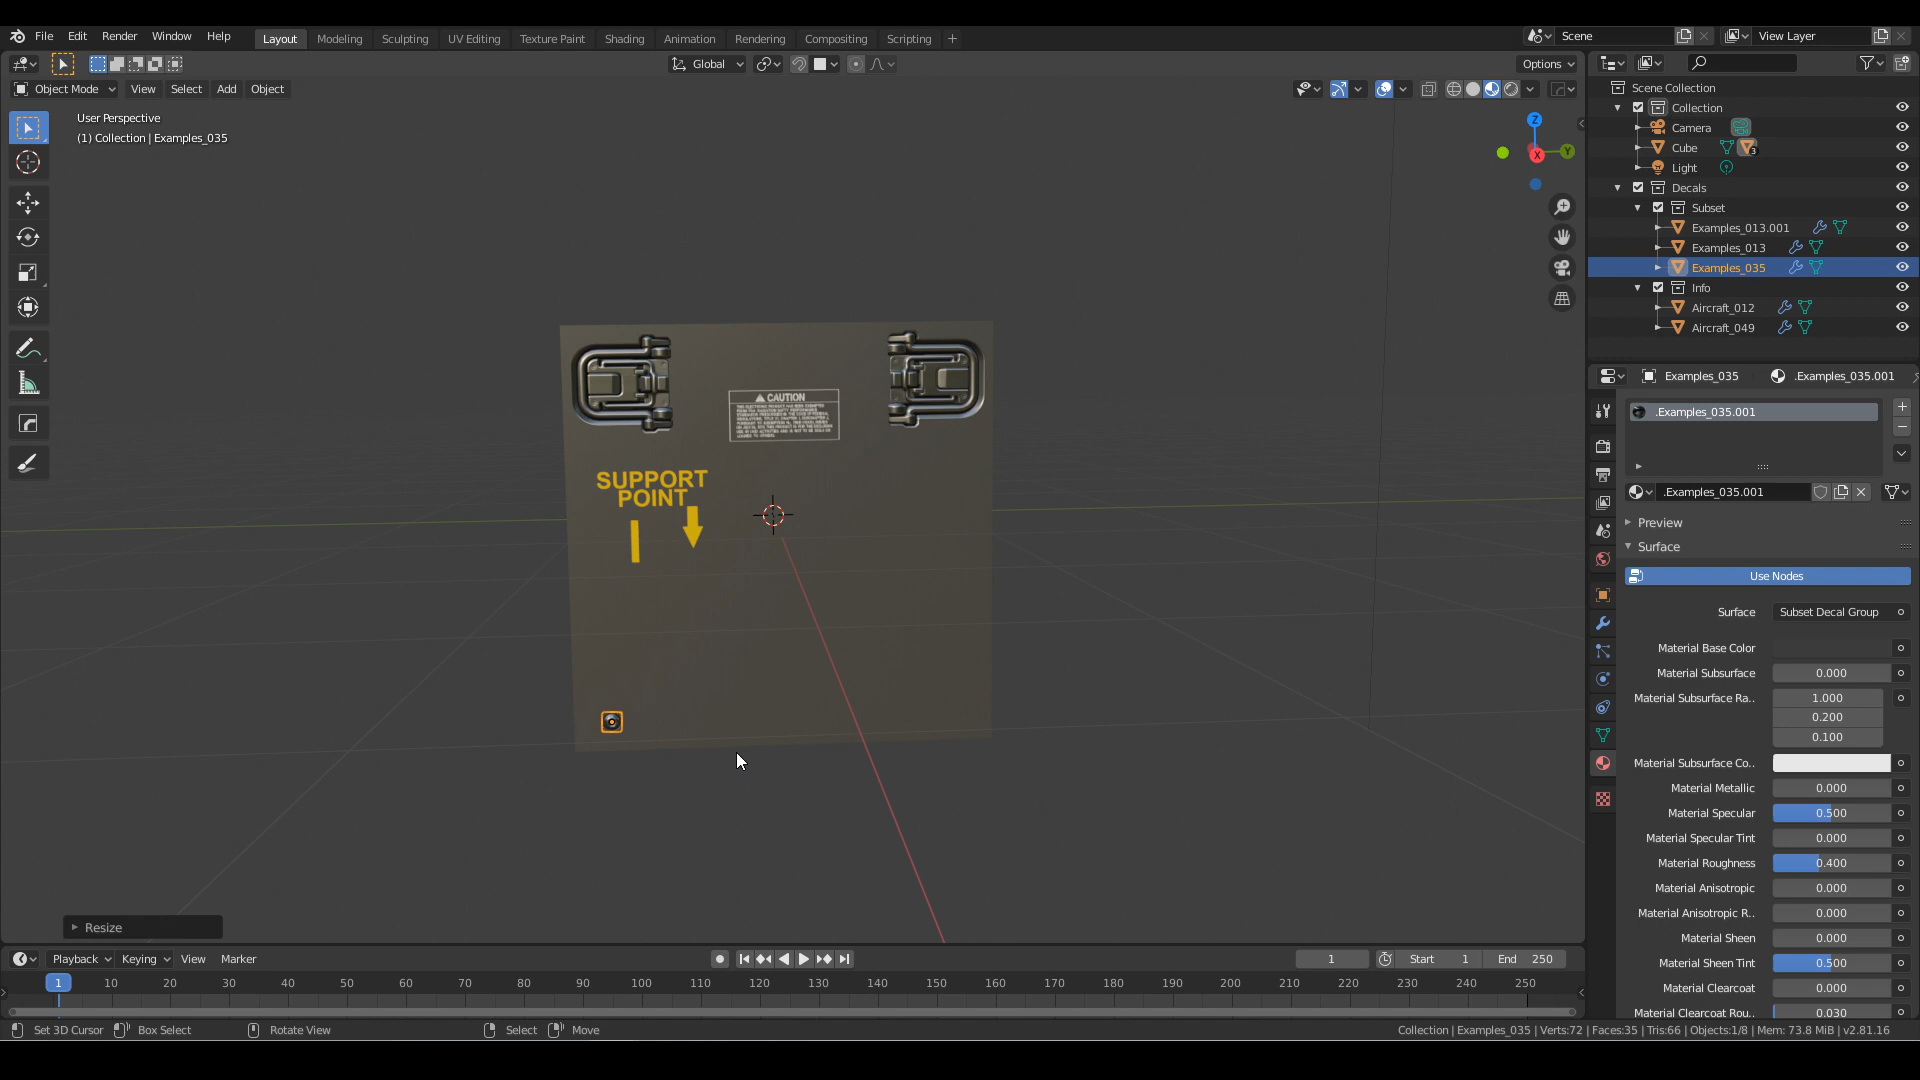 File Edit Render Window Help Layout Modeling Sculpting UV Editing Texture Paint Shading Animation Rendering Compositing Scripting + Scene View Layer
Global Options
Object Mode View Select Add Object
User Perspective
(1) Collection | Examples_035
Z
X
Y
CAUTION
SUPPORT
POINT
Resize
Scene Collection
Collection
Camera
Cube 3
Light
Decals
Subset
Examples_013.001
Examples_013
Examples_035
Info
Aircraft_012
Aircraft_049
Examples_035 .Examples_035.001
.Examples_035.001
.Examples_035.001
Preview
Surface
Use Nodes
Surface Subset Decal Group
Material Base Color
Material Subsurface 0.000
Material Subsurface Ra.. 1.000
0.200
0.100
Material Subsurface Co..
Material Metallic 0.000
Material Specular 0.500
Material Specular Tint 0.000
Material Roughness 0.400
Material Anisotropic 0.000
Material Anisotropic R.. 0.000
Material Sheen 0.000
Material Sheen Tint 0.500
Material Clearcoat 0.000
Material Clearcoat Rou.. 0.030
Playback Keying View Marker 1 Start 1 End 250
1 10 20 30 40 50 60 70 80 90 100 110 120 130 140 150 160 170 180 190 200 210 220 230 240 250
Set 3D Cursor Box Select Rotate View Select Move Collection | Examples_035 | Verts:72 | Faces:35 | Tris:66 | Objects:1/8 | Mem: 73.8 MiB | v2.81.16